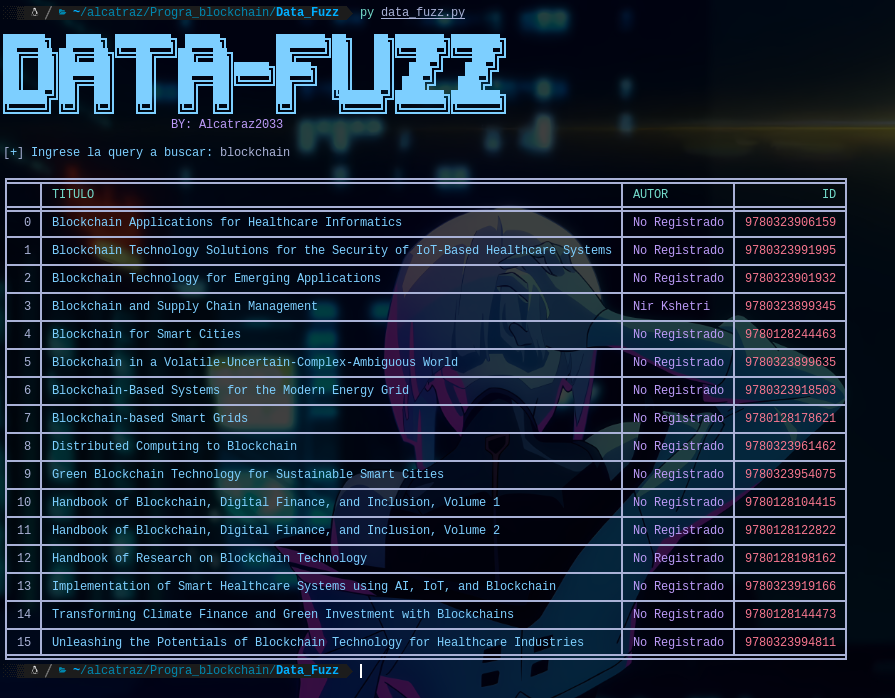 ~/alcatraz/Progra_blockchain/Data_Fuzz py data_fuzz.py
DATA-FUZZ
BY: Alcatraz2033
[+] Ingrese la query a buscar: blockchain
TITULO AUTOR ID
0 Blockchain Applications for Healthcare Informatics No Registrado 9780323906159
1 Blockchain Technology Solutions for the Security of IoT-Based Healthcare Systems No Registrado 9780323991995
2 Blockchain Technology for Emerging Applications No Registrado 9780323901932
3 Blockchain and Supply Chain Management Nir Kshetri 9780323899345
4 Blockchain for Smart Cities No Registrado 9780128244463
5 Blockchain in a Volatile-Uncertain-Complex-Ambiguous World No Registrado 9780323899635
6 Blockchain-Based Systems for the Modern Energy Grid No Registrado 9780323918503
7 Blockchain-based Smart Grids No Registrado 9780128178621
8 Distributed Computing to Blockchain No Registrado 9780323961462
9 Green Blockchain Technology for Sustainable Smart Cities No Registrado 9780323954075
10 Handbook of Blockchain, Digital Finance, and Inclusion, Volume 1 No Registrado 9780128104415
11 Handbook of Blockchain, Digital Finance, and Inclusion, Volume 2 No Registrado 9780128122822
12 Handbook of Research on Blockchain Technology No Registrado 9780128198162
13 Implementation of Smart Healthcare Systems using AI, IoT, and Blockchain No Registrado 9780323919166
14 Transforming Climate Finance and Green Investment with Blockchains No Registrado 9780128144473
15 Unleashing the Potentials of Blockchain Technology for Healthcare Industries No Registrado 9780323994811
~/alcatraz/Progra_blockchain/Data_Fuzz